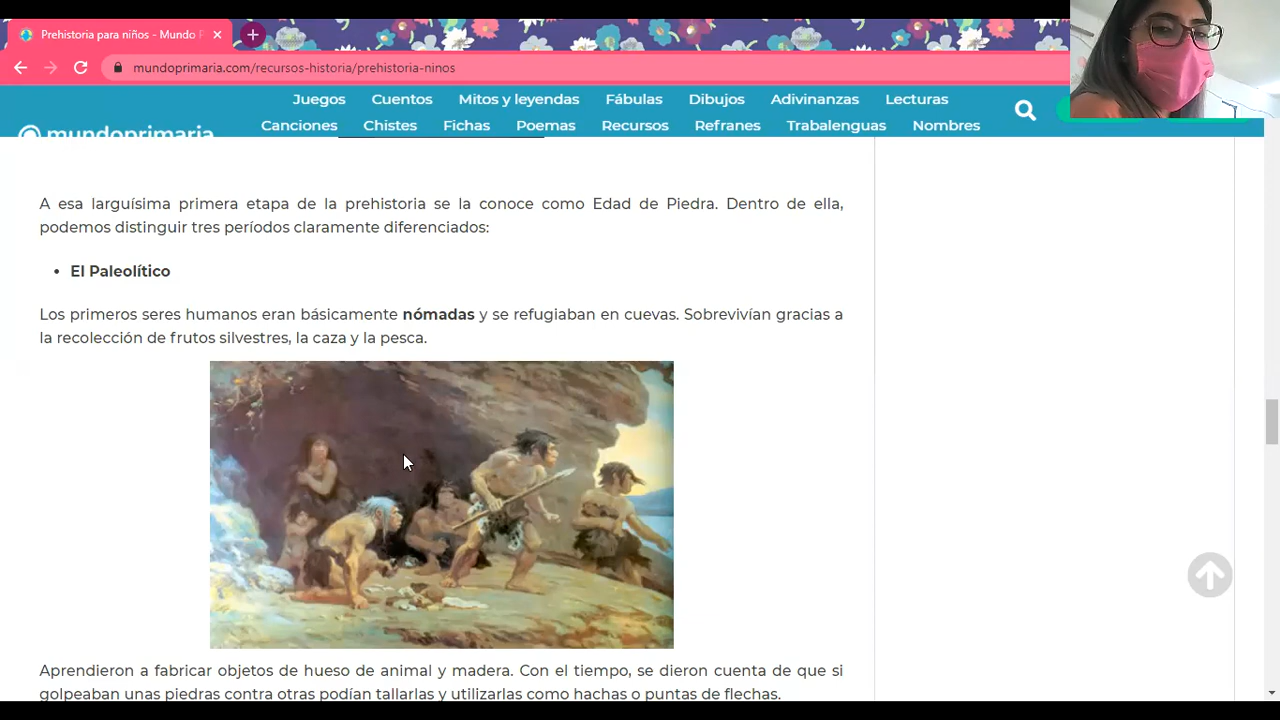 Prehistoria para niños - Mundo P
mundoprimaria.com/recursos-historia/prehistoria-ninos
Juegos Cuentos Mitos y leyendas Fábulas Dibujos Adivinanzas Lecturas
mundoprimaria Canciones Chistes Fichas Poemas Recursos Refranes Trabalenguas Nombres
A esa larguísima primera etapa de la prehistoria se la conoce como Edad de Piedra. Dentro de ella,
podemos distinguir tres períodos claramente diferenciados:
• El Paleolítico
Los primeros seres humanos eran básicamente nómadas y se refugiaban en cuevas. Sobrevivían gracias a
la recolección de frutos silvestres, la caza y la pesca.
Aprendieron a fabricar objetos de hueso de animal y madera. Con el tiempo, se dieron cuenta de que si
golpeaban unas piedras contra otras podían tallarlas y utilizarlas como hachas o puntas de flechas.